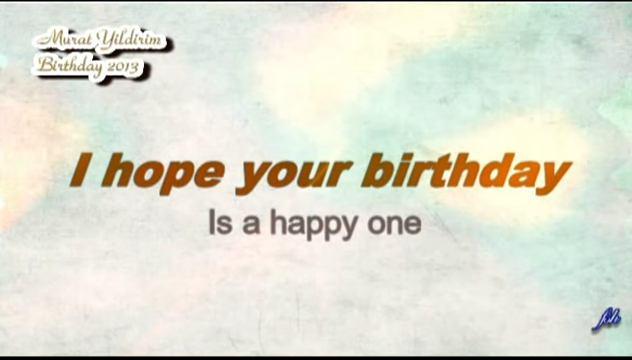 Murat Yildirim
Birthday 2013
I hope your birthday
Is a happy one